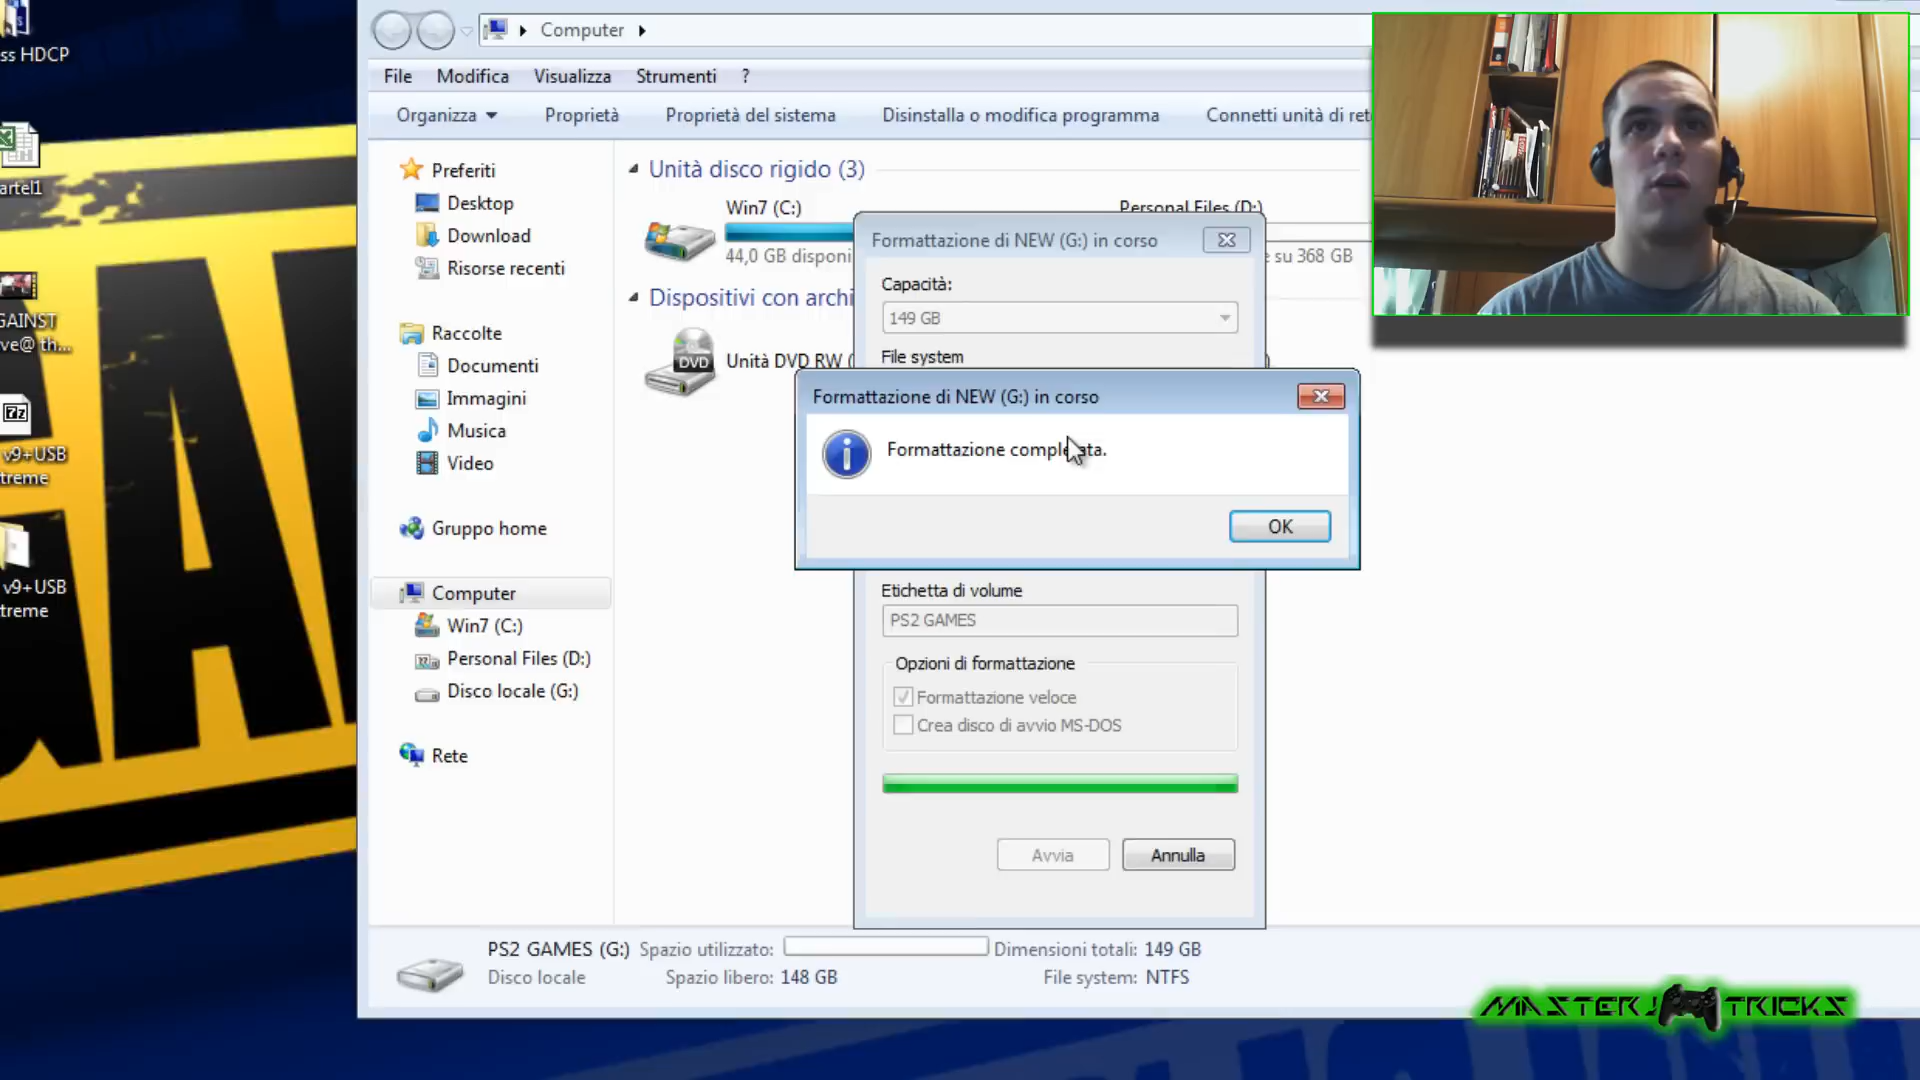 ss HDCP
artel1
GAINST
ve@ th...
v9+USB
treme
v9+USB
treme
Computer
File Modifica Visualizza Strumenti ?
Organizza Proprietà Proprietà del sistema Disinstalla o modifica programma Connetti unità di ret
Preferiti
Desktop
Download
Risorse recenti
Raccolte
Documenti
Immagini
Musica
Video
Gruppo home
Computer
Win7 (C:)
Personal Files (D:)
Disco locale (G:)
Rete
Unità disco rigido (3)
Win7 (C:)
44,0 GB disponi
Personal Files (D:)
e su 368 GB
Dispositivi con archi
DVD
Unità DVD RW (
Formattazione di NEW (G:) in corso
Capacità:
149 GB
File system
Formattazione di NEW (G:) in corso
Formattazione completata.
OK
Etichetta di volume
PS2 GAMES
Opzioni di formattazione
Formattazione veloce
Crea disco di avvio MS-DOS
Avvia Annulla
PS2 GAMES (G:) Spazio utilizzato: Dimensioni totali: 149 GB
Disco locale Spazio libero: 148 GB File system: NTFS
MASTERJTRICKS